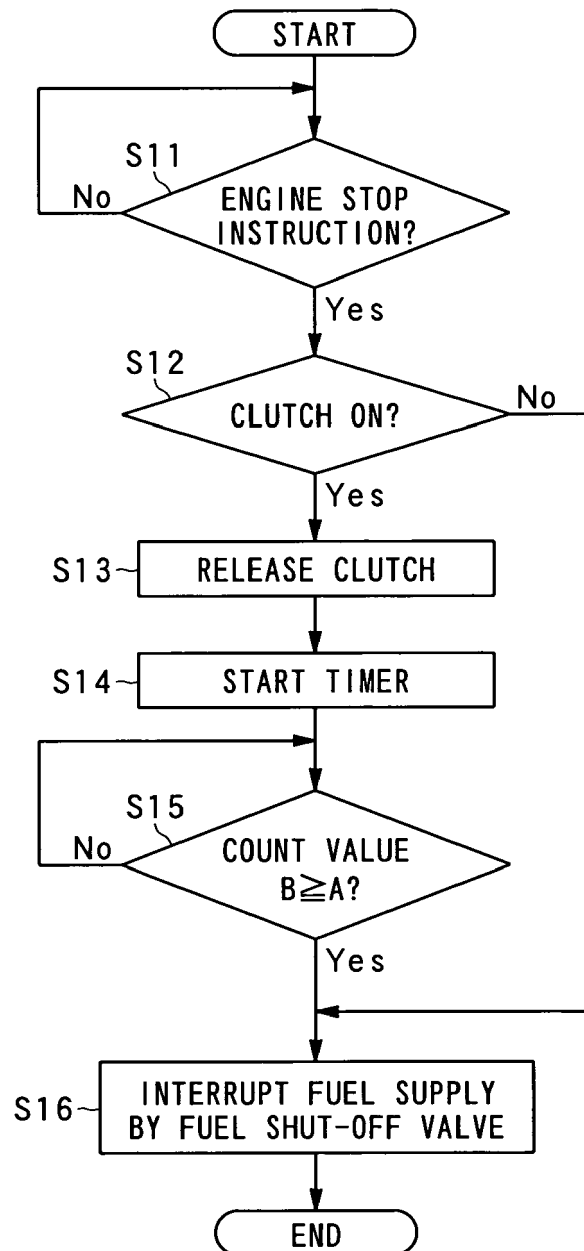 START
S11
No
ENGINE STOP
INSTRUCTION?
Yes
S12
CLUTCH ON?
No
Yes
S13
RELEASE CLUTCH
S14
START TIMER
S15
No
COUNT VALUE
B≧A?
Yes
S16
INTERRUPT FUEL SUPPLY
BY FUEL SHUT-OFF VALVE
END